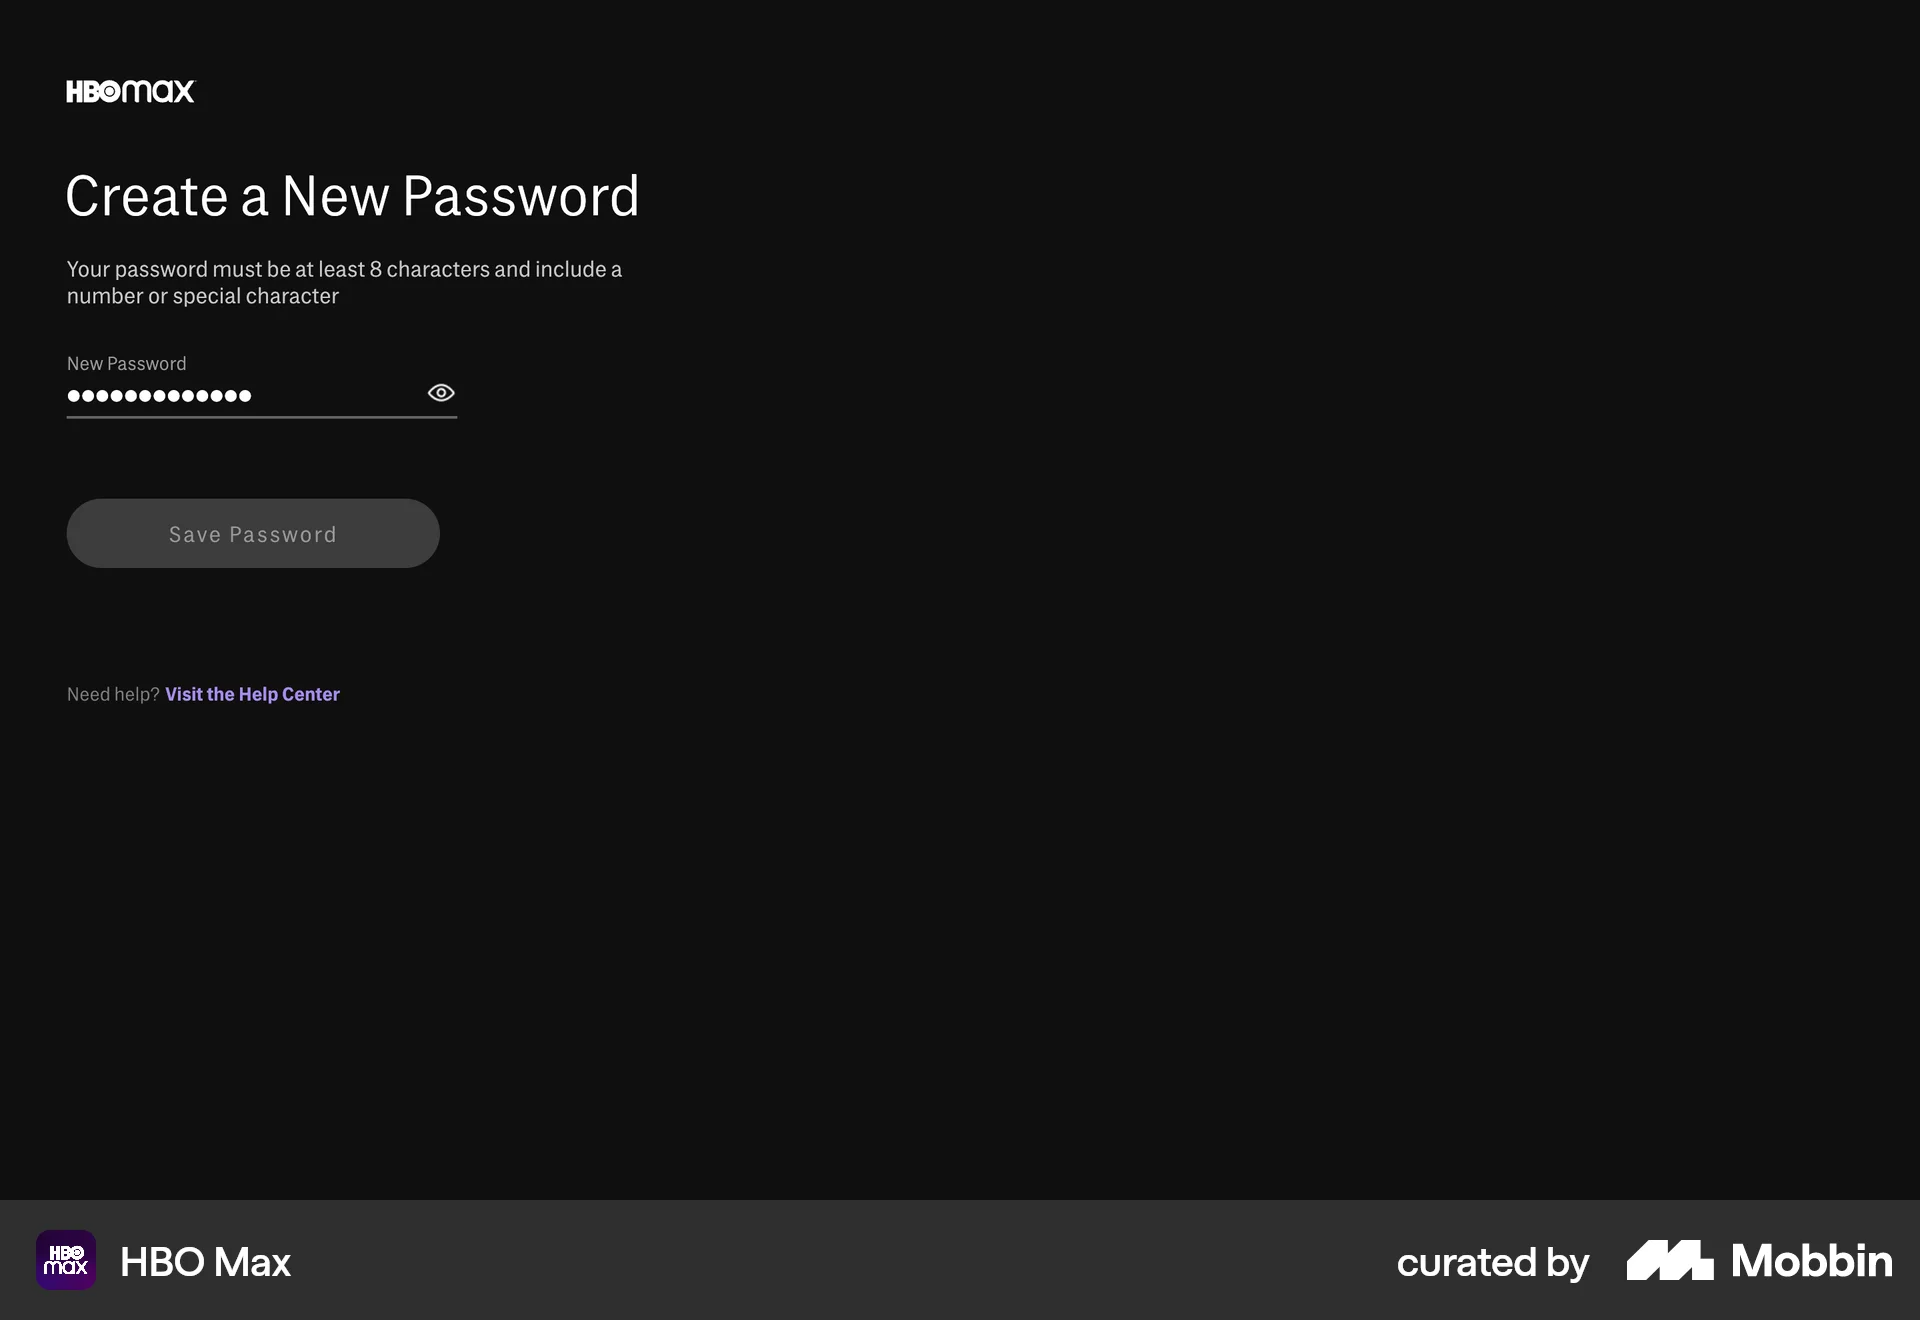 HBOmax
Create a New Password
Your password must be at least 8 characters and include a
number or special character
New Password
Save Password
Need help? Visit the Help Center
HBO
max
HBO Max
curated by
Mobbin